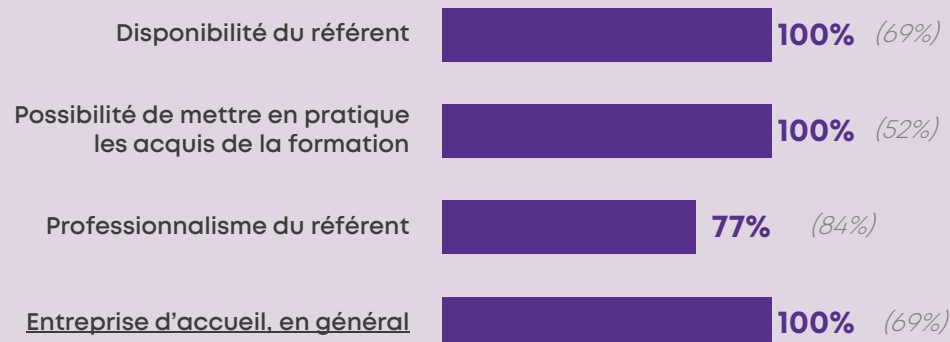 Disponibilité du référent 100% (69%)
Possibilité de mettre en pratique
les acquis de la formation 100% (52%)
Professionnalisme du référent 77% (84%)
Entreprise d'accueil, en général 100% (69%)